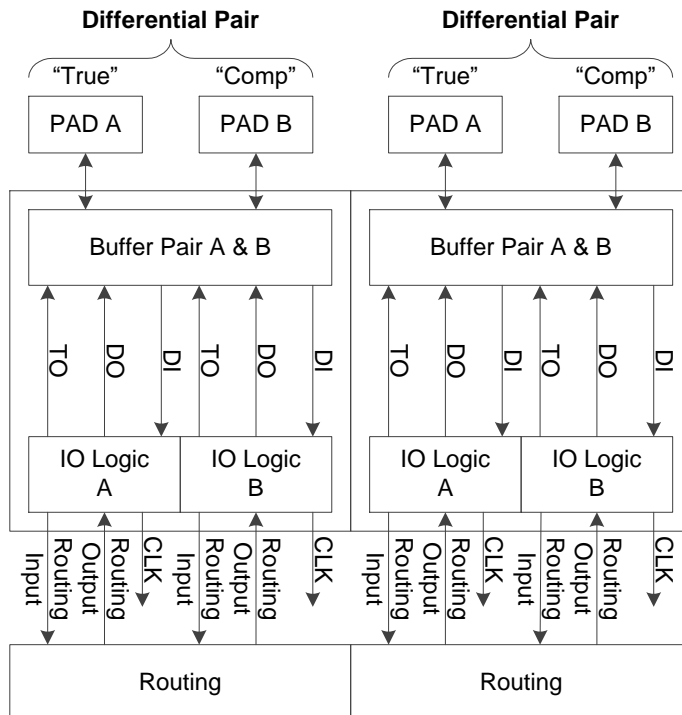 Differential Pair Differential Pair
“True” “Comp” “True” “Comp”
PAD A PAD B PAD A PAD B
Buffer Pair A & B Buffer Pair A & B
TO DO DI TO DO DI TO DO DI TO DO DI
IO Logic A IO Logic B IO Logic A IO Logic B
Routing Input Routing Output CLK Routing Input Routing Output CLK Routing Input Routing Output CLK Routing Input Routing Output CLK
Routing Routing